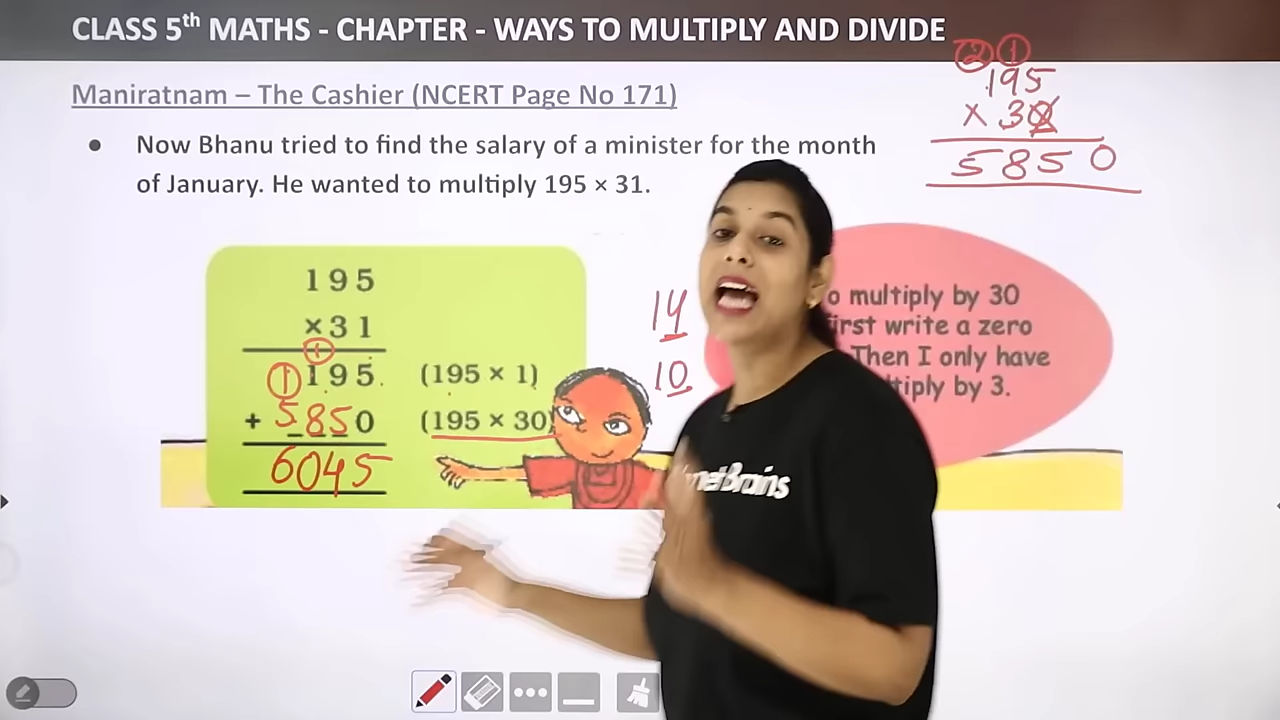 CLASS 5th MATHS - CHAPTER - WAYS TO MULTIPLY AND DIVIDE
Maniratnam – The Cashier (NCERT Page No 171)
• Now Bhanu tried to find the salary of a minister for the month
of January. He wanted to multiply 195 × 31.
2 1
195
× 30
5850
195
×31
1
1 195 (195 × 1)
+ 5850 (195 × 30)
6045
14
10
o multiply by 30
irst write a zero
Then I only have
tiply by 3.
Brains